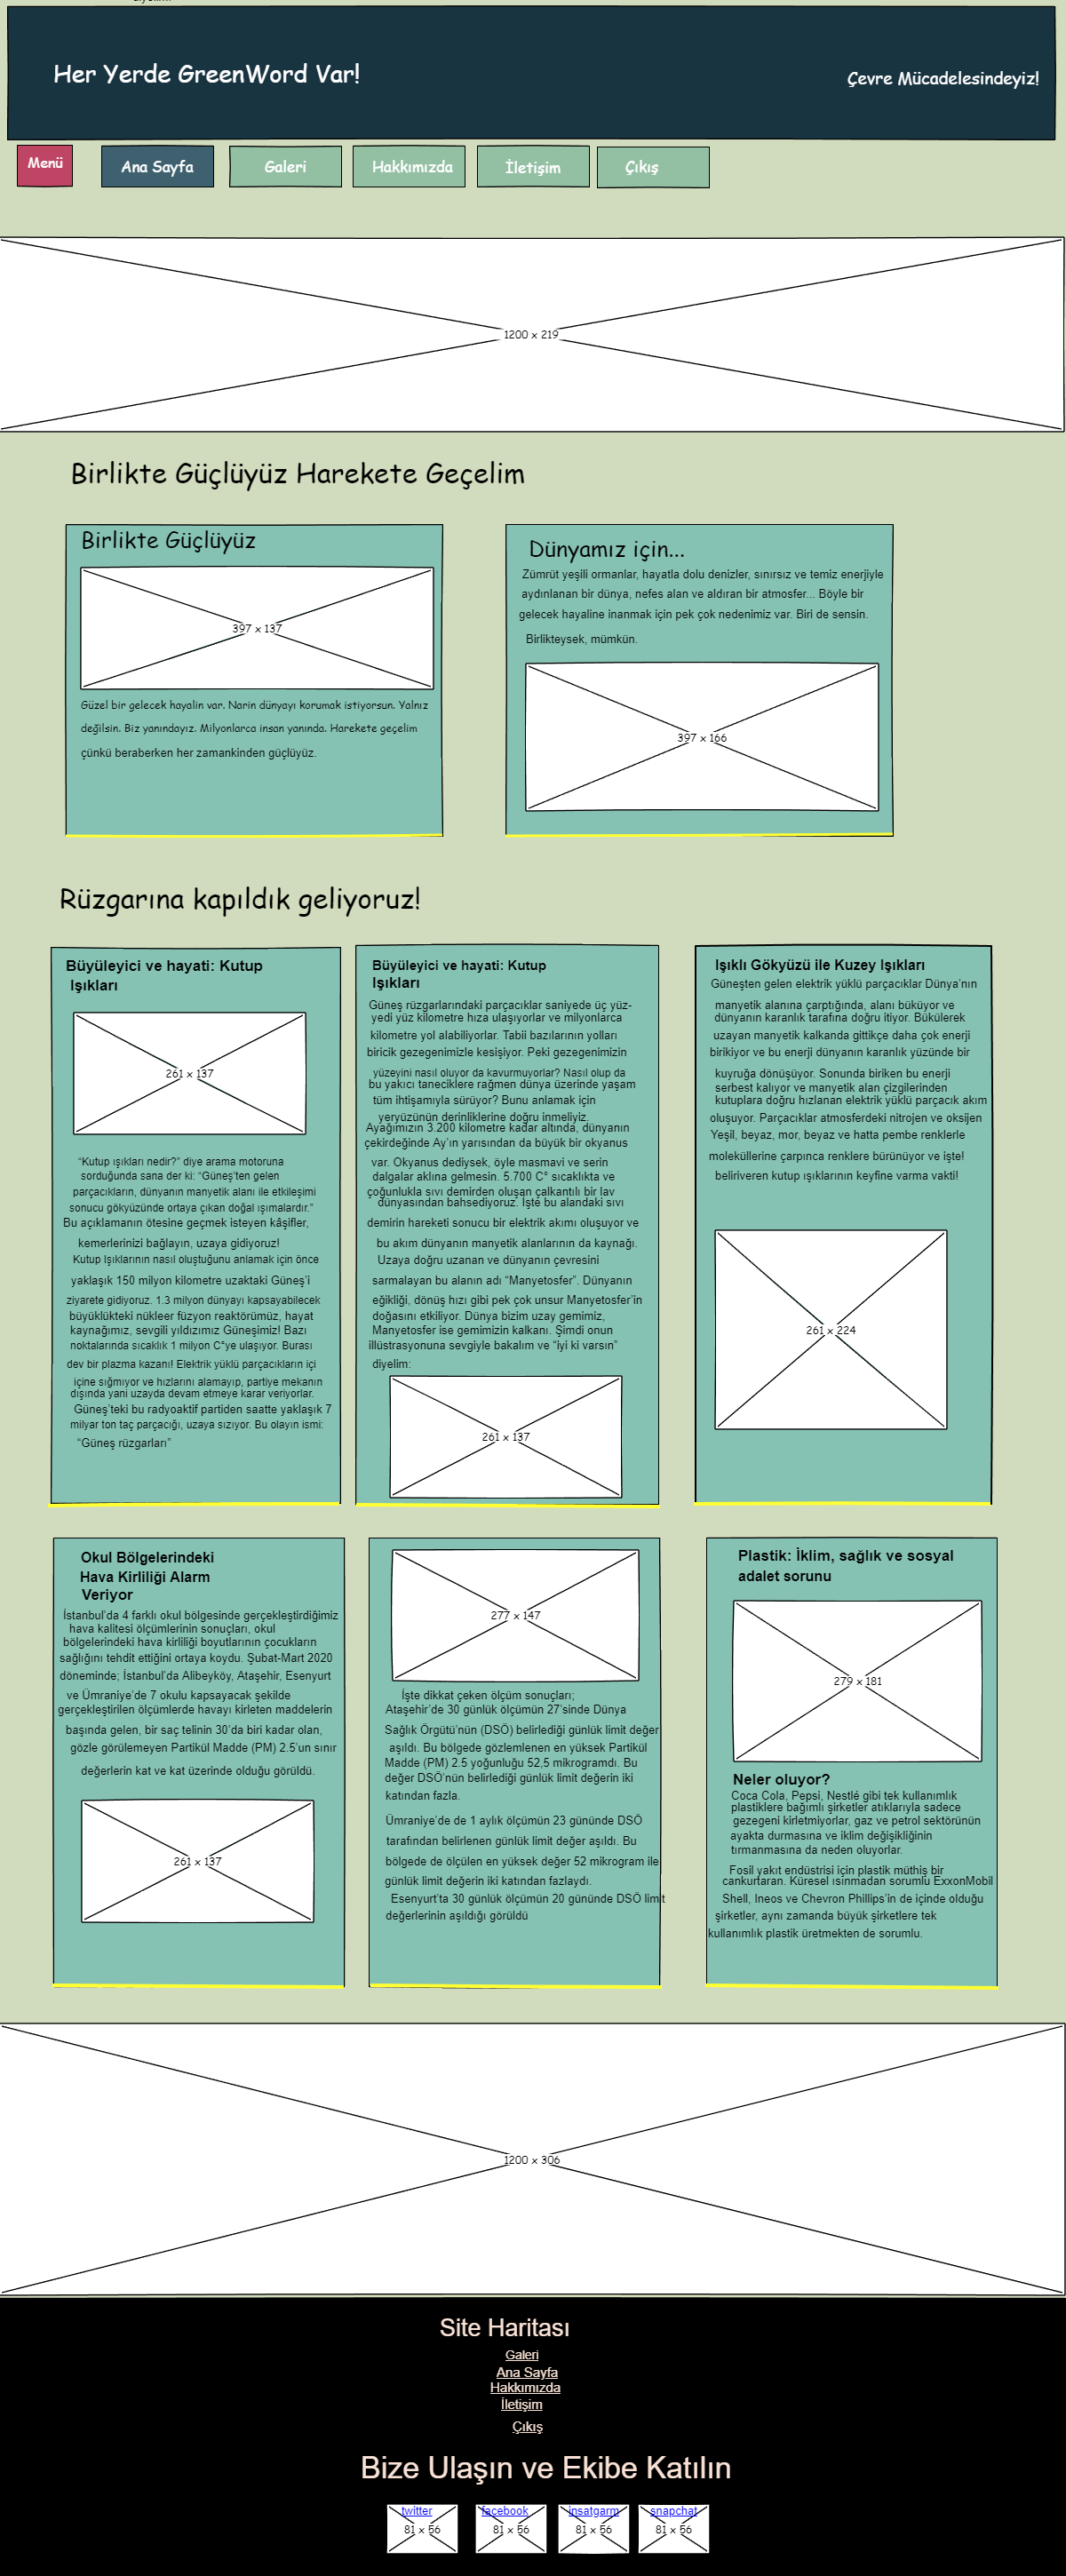 Her Yerde GreenWord Var!
Çevre Mücadelesindeyiz!
Menü
Ana Sayfa
Galeri
Hakkımızda
İletişim
Çıkış
1200 x 219
Birlikte Güçlüyüz Harekete Geçelim
Birlikte Güçlüyüz
397 x 137
Güzel bir gelecek hayalin var. Narin dünyayı korumak istiyorsun. Yalnız
değilsin. Biz yanındayız. Milyonlarca insan yanında. Harekete geçelim
çünkü beraberken her zamankinden güçlüyüz.
Dünyamız için...
Zümrüt yeşili ormanlar, hayatla dolu denizler, sınırsız ve temiz enerjiyle
aydınlanan bir dünya, nefes alan ve aldıran bir atmosfer... Böyle bir
gelecek hayaline inanmak için pek çok nedenimiz var. Biri de sensin.
Birlikteysek, mümkün.
397 x 166
Rüzgarına kapıldık geliyoruz!
Büyüleyici ve hayati: Kutup
Işıkları
261 x 137
“Kutup ışıkları nedir?” diye arama motoruna
sorduğunda sana der ki: “Güneş’ten gelen
parçacıkların, dünyanın manyetik alanı ile etkileşimi
sonucu gökyüzünde ortaya çıkan doğal ışımalardır.”
Bu açıklamanın ötesine geçmek isteyen kâşifler,
kemerlerinizi bağlayın, uzaya gidiyoruz!
Kutup Işıklarının nasıl oluştuğunu anlamak için önce
yaklaşık 150 milyon kilometre uzaktaki Güneş’i
ziyarete gidiyoruz. 1.3 milyon dünyayı kapsayabilecek
büyüklükteki nükleer füzyon reaktörümüz, hayat
kaynağımız, sevgili yıldızımız Güneşimiz! Bazı
noktalarında sıcaklık 1 milyon C°ye ulaşıyor. Burası
dev bir plazma kazanı! Elektrik yüklü parçacıkların içi
içine sığmıyor ve hızlarını alamayıp, partiye mekanın
dışında yani uzayda devam etmeye karar veriyorlar.
Güneş’teki bu radyoaktif partiden saatte yaklaşık 7
milyar ton taç parçacığı, uzaya sızıyor. Bu olayın ismi:
“Güneş rüzgarları”
Büyüleyici ve hayati: Kutup
Işıkları
Güneş rüzgarlarındaki parçacıklar saniyede üç yüz-
yedi yüz kilometre hıza ulaşıyorlar ve milyonlarca
kilometre yol alabiliyorlar. Tabii bazılarının yolları
biricik gezegenimizle kesişiyor. Peki gezegenimizin
yüzeyini nasıl oluyor da kavurmuyorlar? Nasıl olup da
bu yakıcı taneciklere rağmen dünya üzerinde yaşam
tüm ihtişamıyla sürüyor? Bunu anlamak için
yeryüzünün derinliklerine doğru inmeliyiz.
Ayağımızın 3.200 kilometre kadar altında, dünyanın
çekirdeğinde Ay’ın yarısından da büyük bir okyanus
var. Okyanus dediysek, öyle masmavi ve serin
dalgalar aklına gelmesin. 5.700 C° sıcaklıkta ve
çoğunlukla sıvı demirden oluşan çalkantılı bir lav
dünyasından bahsediyoruz. İşte bu alandaki sıvı
demirin hareketi sonucu bir elektrik akımı oluşuyor ve
bu akım dünyanın manyetik alanlarının da kaynağı.
Uzaya doğru uzanan ve dünyanın çevresini
sarmalayan bu alanın adı “Manyetosfer”. Dünyanın
eğikliği, dönüş hızı gibi pek çok unsur Manyetosfer’in
doğasını etkiliyor. Dünya bizim uzay gemimiz,
Manyetosfer ise gemimizin kalkanı. Şimdi onun
illüstrasyonuna sevgiyle bakalım ve “iyi ki varsın”
diyelim:
261 x 137
Işıklı Gökyüzü ile Kuzey Işıkları
Güneşten gelen elektrik yüklü parçacıklar Dünya’nın
manyetik alanına çarptığında, alanı büküyor ve
dünyanın karanlık tarafına doğru itiyor. Bükülerek
uzayan manyetik kalkanda gittikçe daha çok enerji
birikiyor ve bu enerji dünyanın karanlık yüzünde bir
kuyruğa dönüşüyor. Sonunda biriken bu enerji
serbest kalıyor ve manyetik alan çizgilerinden
kutuplara doğru hızlanan elektrik yüklü parçacık akım
oluşuyor. Parçacıklar atmosferdeki nitrojen ve oksijen
Yeşil, beyaz, mor, beyaz ve hatta pembe renklerle
moleküllerine çarpınca renklere bürünüyor ve işte!
beliriveren kutup ışıklarının keyfine varma vakti!
261 x 224
Okul Bölgelerindeki
Hava Kirliliği Alarm
Veriyor
İstanbul’da 4 farklı okul bölgesinde gerçekleştirdiğimiz
hava kalitesi ölçümlerinin sonuçları, okul
bölgelerindeki hava kirliliği boyutlarının çocukların
sağlığını tehdit ettiğini ortaya koydu. Şubat-Mart 2020
döneminde; İstanbul’da Alibeyköy, Ataşehir, Esenyurt
ve Ümraniye’de 7 okulu kapsayacak şekilde
gerçekleştirilen ölçümlerde havayı kirleten maddelerin
başında gelen, bir saç telinin 30’da biri kadar olan,
gözle görülemeyen Partikül Madde (PM) 2.5’un sınır
değerlerin kat ve kat üzerinde olduğu görüldü.
261 x 137
277 x 147
İşte dikkat çeken ölçüm sonuçları;
Ataşehir’de 30 günlük ölçümün 27’sinde Dünya
Sağlık Örgütü’nün (DSÖ) belirlediği günlük limit değer
aşıldı. Bu bölgede gözlemlenen en yüksek Partikül
Madde (PM) 2.5 yoğunluğu 52,5 mikrogramdı. Bu
değer DSÖ’nün belirlediği günlük limit değerin iki
katından fazla.
Ümraniye’de de 1 aylık ölçümün 23 gününde DSÖ
tarafından belirlenen günlük limit değer aşıldı. Bu
bölgede de ölçülen en yüksek değer 52 mikrogram ile
günlük limit değerin iki katından fazlaydı.
Esenyurt’ta 30 günlük ölçümün 20 gününde DSÖ limit
değerlerinin aşıldığı görüldü
Plastik: İklim, sağlık ve sosyal
adalet sorunu
279 x 181
Neler oluyor?
Coca Cola, Pepsi, Nestlé gibi tek kullanımlık
plastiklere bağımlı şirketler atıklarıyla sadece
gezegeni kirletmiyorlar, gaz ve petrol sektörünün
ayakta durmasına ve iklim değişikliğinin
tırmanmasına da neden oluyorlar.
Fosil yakıt endüstrisi için plastik müthiş bir
cankurtaran. Küresel ısınmadan sorumlu ExxonMobil
Shell, Ineos ve Chevron Phillips’in de içinde olduğu
şirketler, aynı zamanda büyük şirketlere tek
kullanımlık plastik üretmekten de sorumlu.
1200 x 306
Site Haritası
Galeri
Ana Sayfa
Hakkımızda
İletişim
Çıkış
Bize Ulaşın ve Ekibe Katılın
twitter
81 x 56
facebook
81 x 56
insatgarm
81 x 56
snapchat
81 x 56